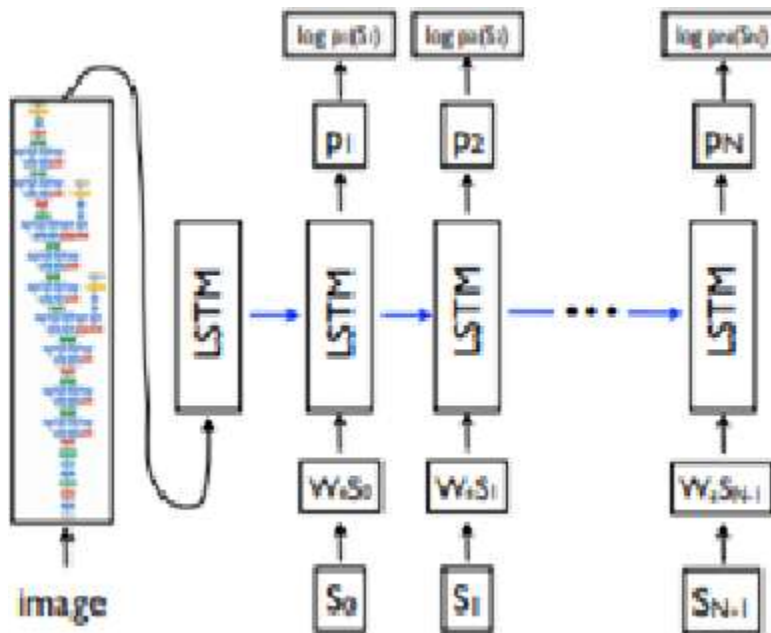 log p₁(S₁) log p₂(S₂) log pN(SN)
p₁ p₂ pN
LSTM LSTM LSTM ... LSTM
WₑS₀ WₑS₁ WₑSN-1
image S₀ S₁ SN-1